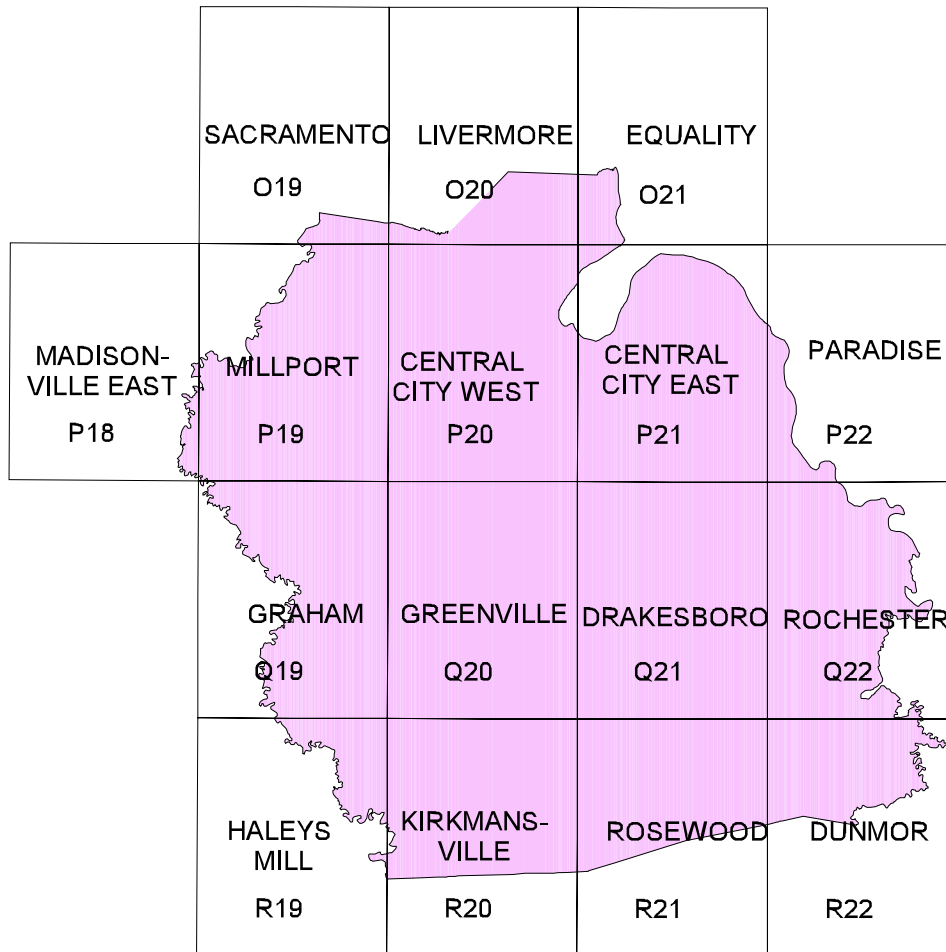 SACRAMENTO
O19
LIVERMORE
O20
EQUALITY
O21
MADISON-
VILLE EAST
P18
MILLPORT
P19
CENTRAL
CITY WEST
P20
CENTRAL
CITY EAST
P21
PARADISE
P22
GRAHAM
Q19
GREENVILLE
Q20
DRAKESBORO
Q21
ROCHESTER
Q22
HALEYS
MILL
R19
KIRKMANS-
VILLE
R20
ROSEWOOD
R21
DUNMOR
R22